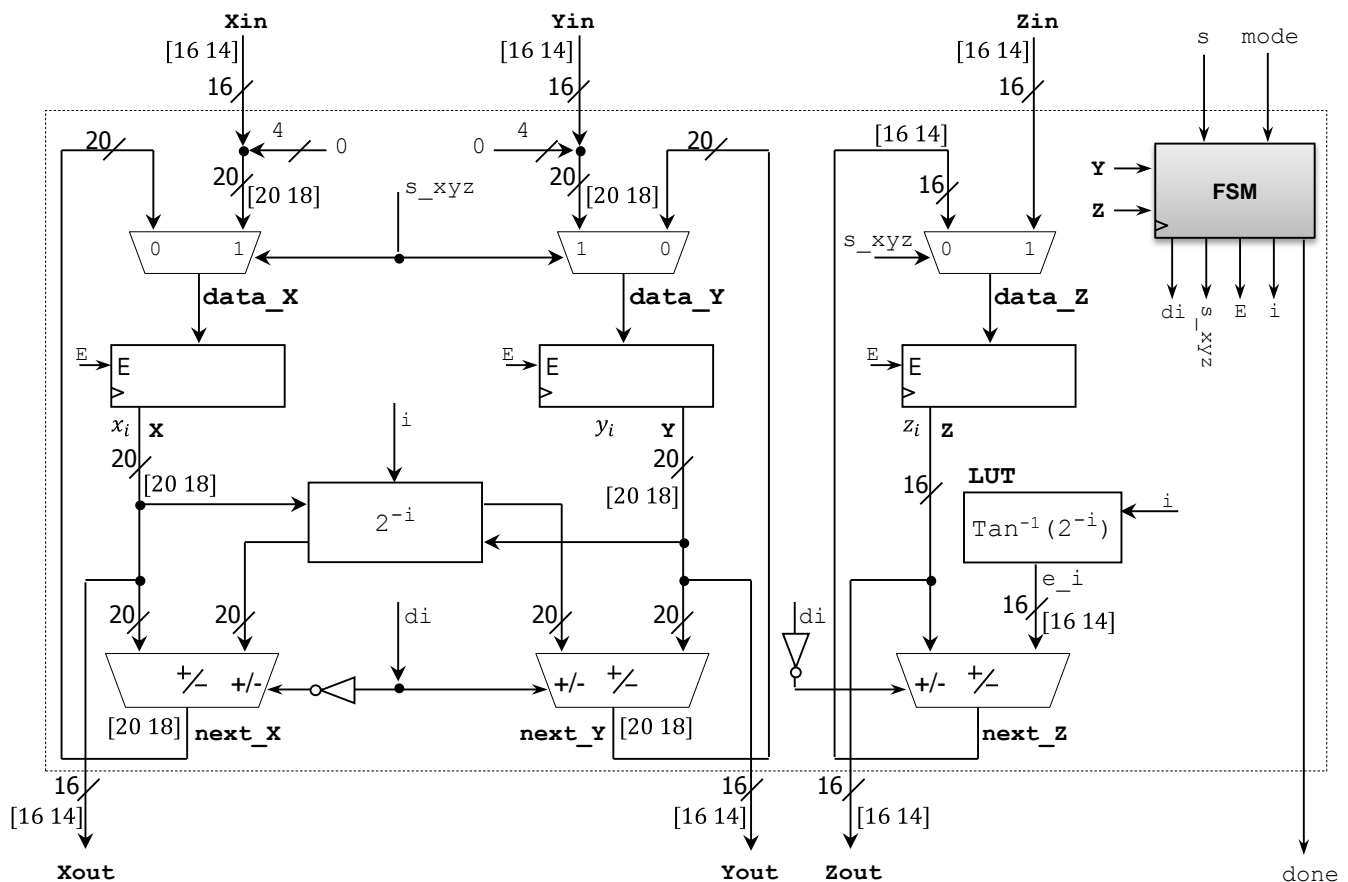 Xin
Yin
Zin
[16 14]
[16 14]
[16 14]
s
mode
16
16
16
20
4
0
0
4
20
[16 14]
20
[20 18]
20
[20 18]
16
Y
Z
FSM
s_xyz
0
1
1
0
s_xyz
0
1
data_X
data_Y
data_Z
di
s_xyz
E
i
E
E
E
E
E
E
xᵢ
X
i
yᵢ
Y
zᵢ
Z
20
[20 18]
20
[20 18]
16
LUT
2⁻ⁱ
Tan⁻¹(2⁻ⁱ)
i
e_i
20
20
di
20
20
di
16
[16 14]
+/−
+/-
+/-
+/−
+/-
+/−
[20 18]
next_X
next_Y
[20 18]
next_Z
16
[16 14]
16
[16 14]
16
[16 14]
Xout
Yout
Zout
done